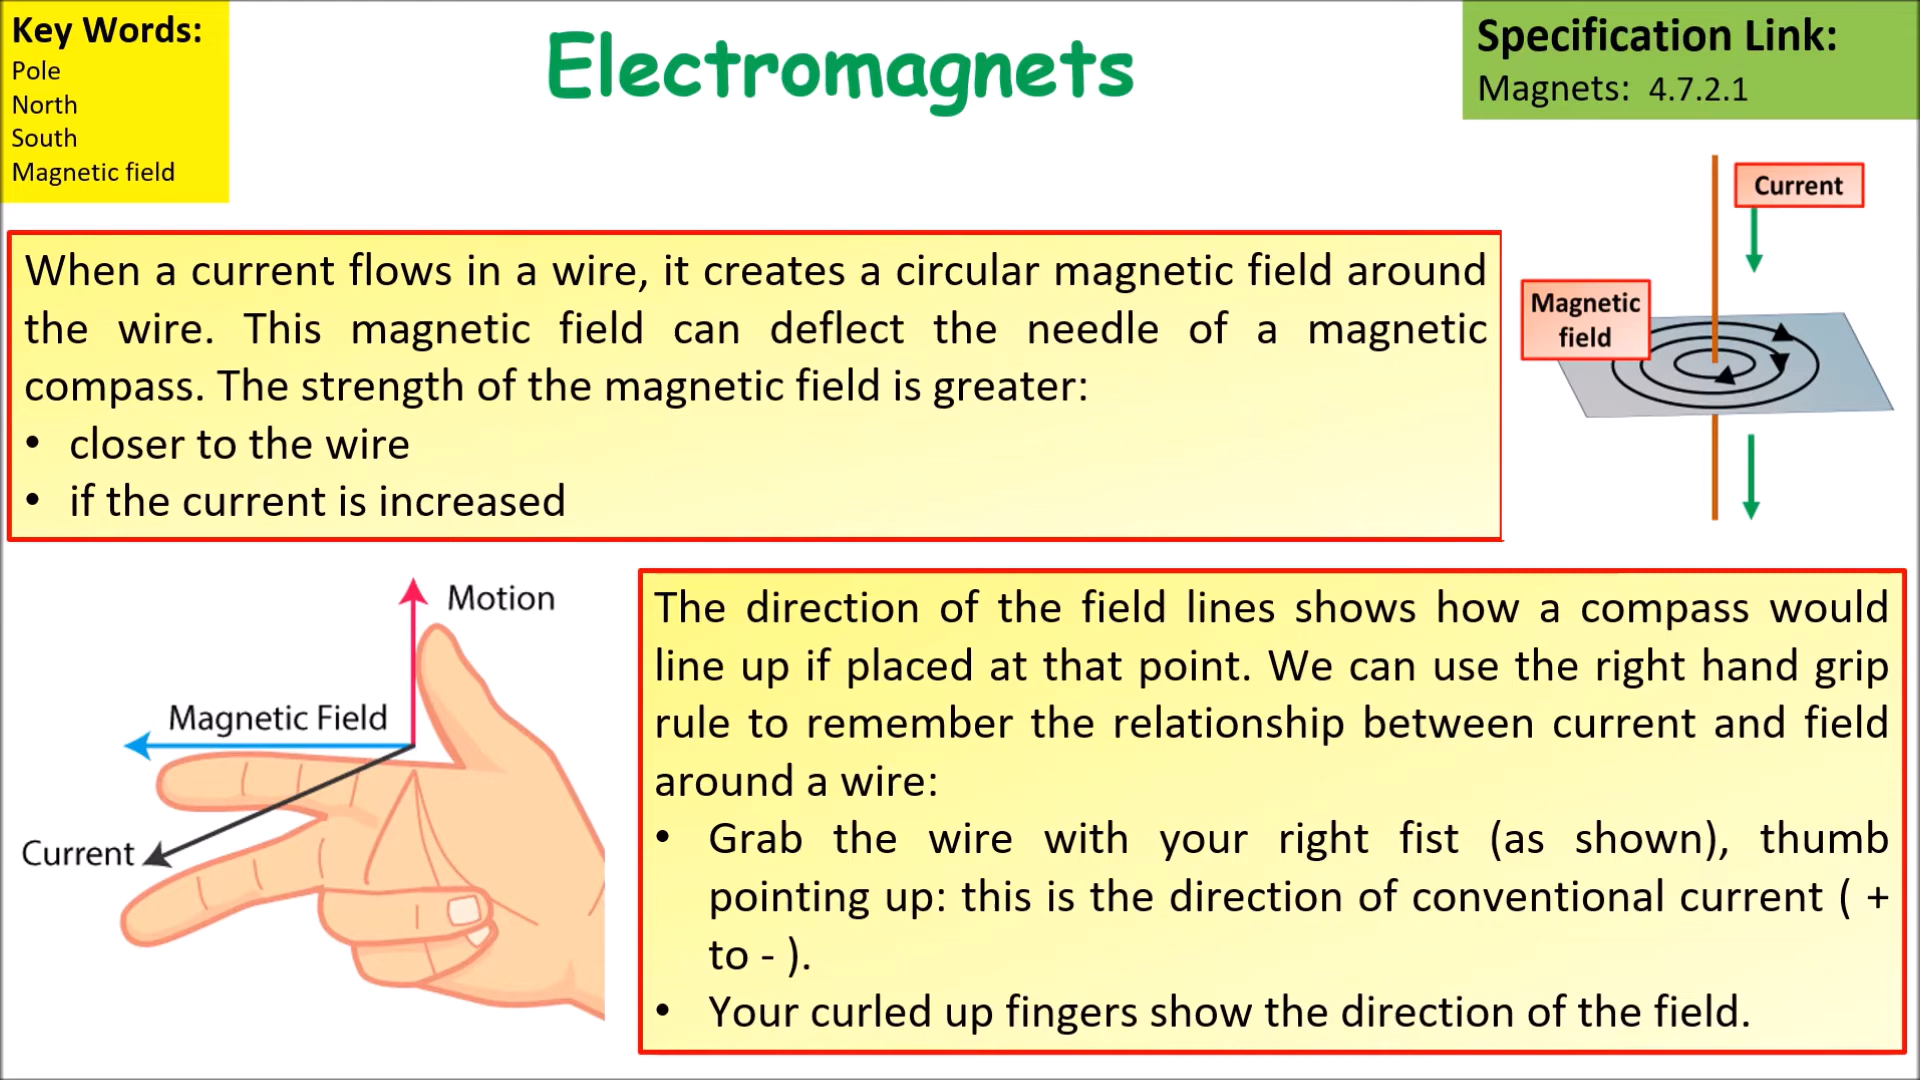 Key Words:
Pole
North
South
Magnetic field
Electromagnets
Specification Link:
Magnets: 4.7.2.1
When a current flows in a wire, it creates a circular magnetic field around
the wire. This magnetic field can deflect the needle of a magnetic
compass. The strength of the magnetic field is greater:
• closer to the wire
• if the current is increased
Current
Magnetic
field
Motion
Magnetic Field
Current
The direction of the field lines shows how a compass would
line up if placed at that point. We can use the right hand grip
rule to remember the relationship between current and field
around a wire:
• Grab the wire with your right fist (as shown), thumb
pointing up: this is the direction of conventional current ( +
to - ).
• Your curled up fingers show the direction of the field.